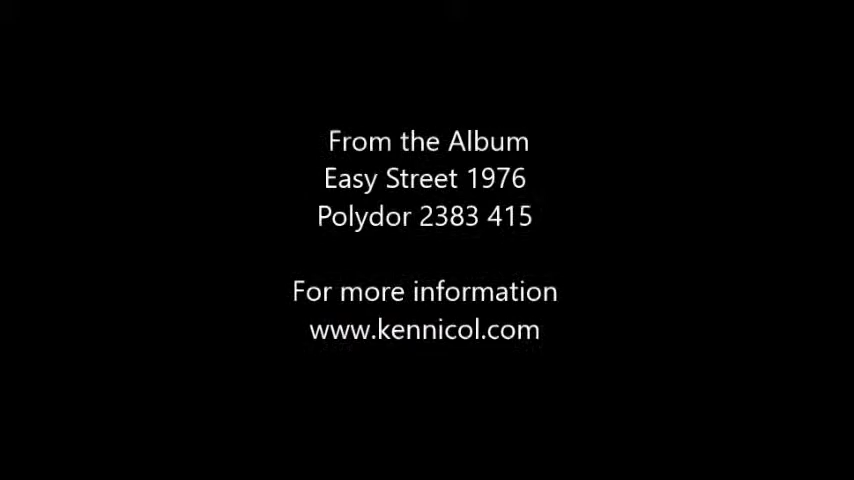 From the Album
Easy Street 1976
Polydor 2383 415
For more information
www.kennicol.com